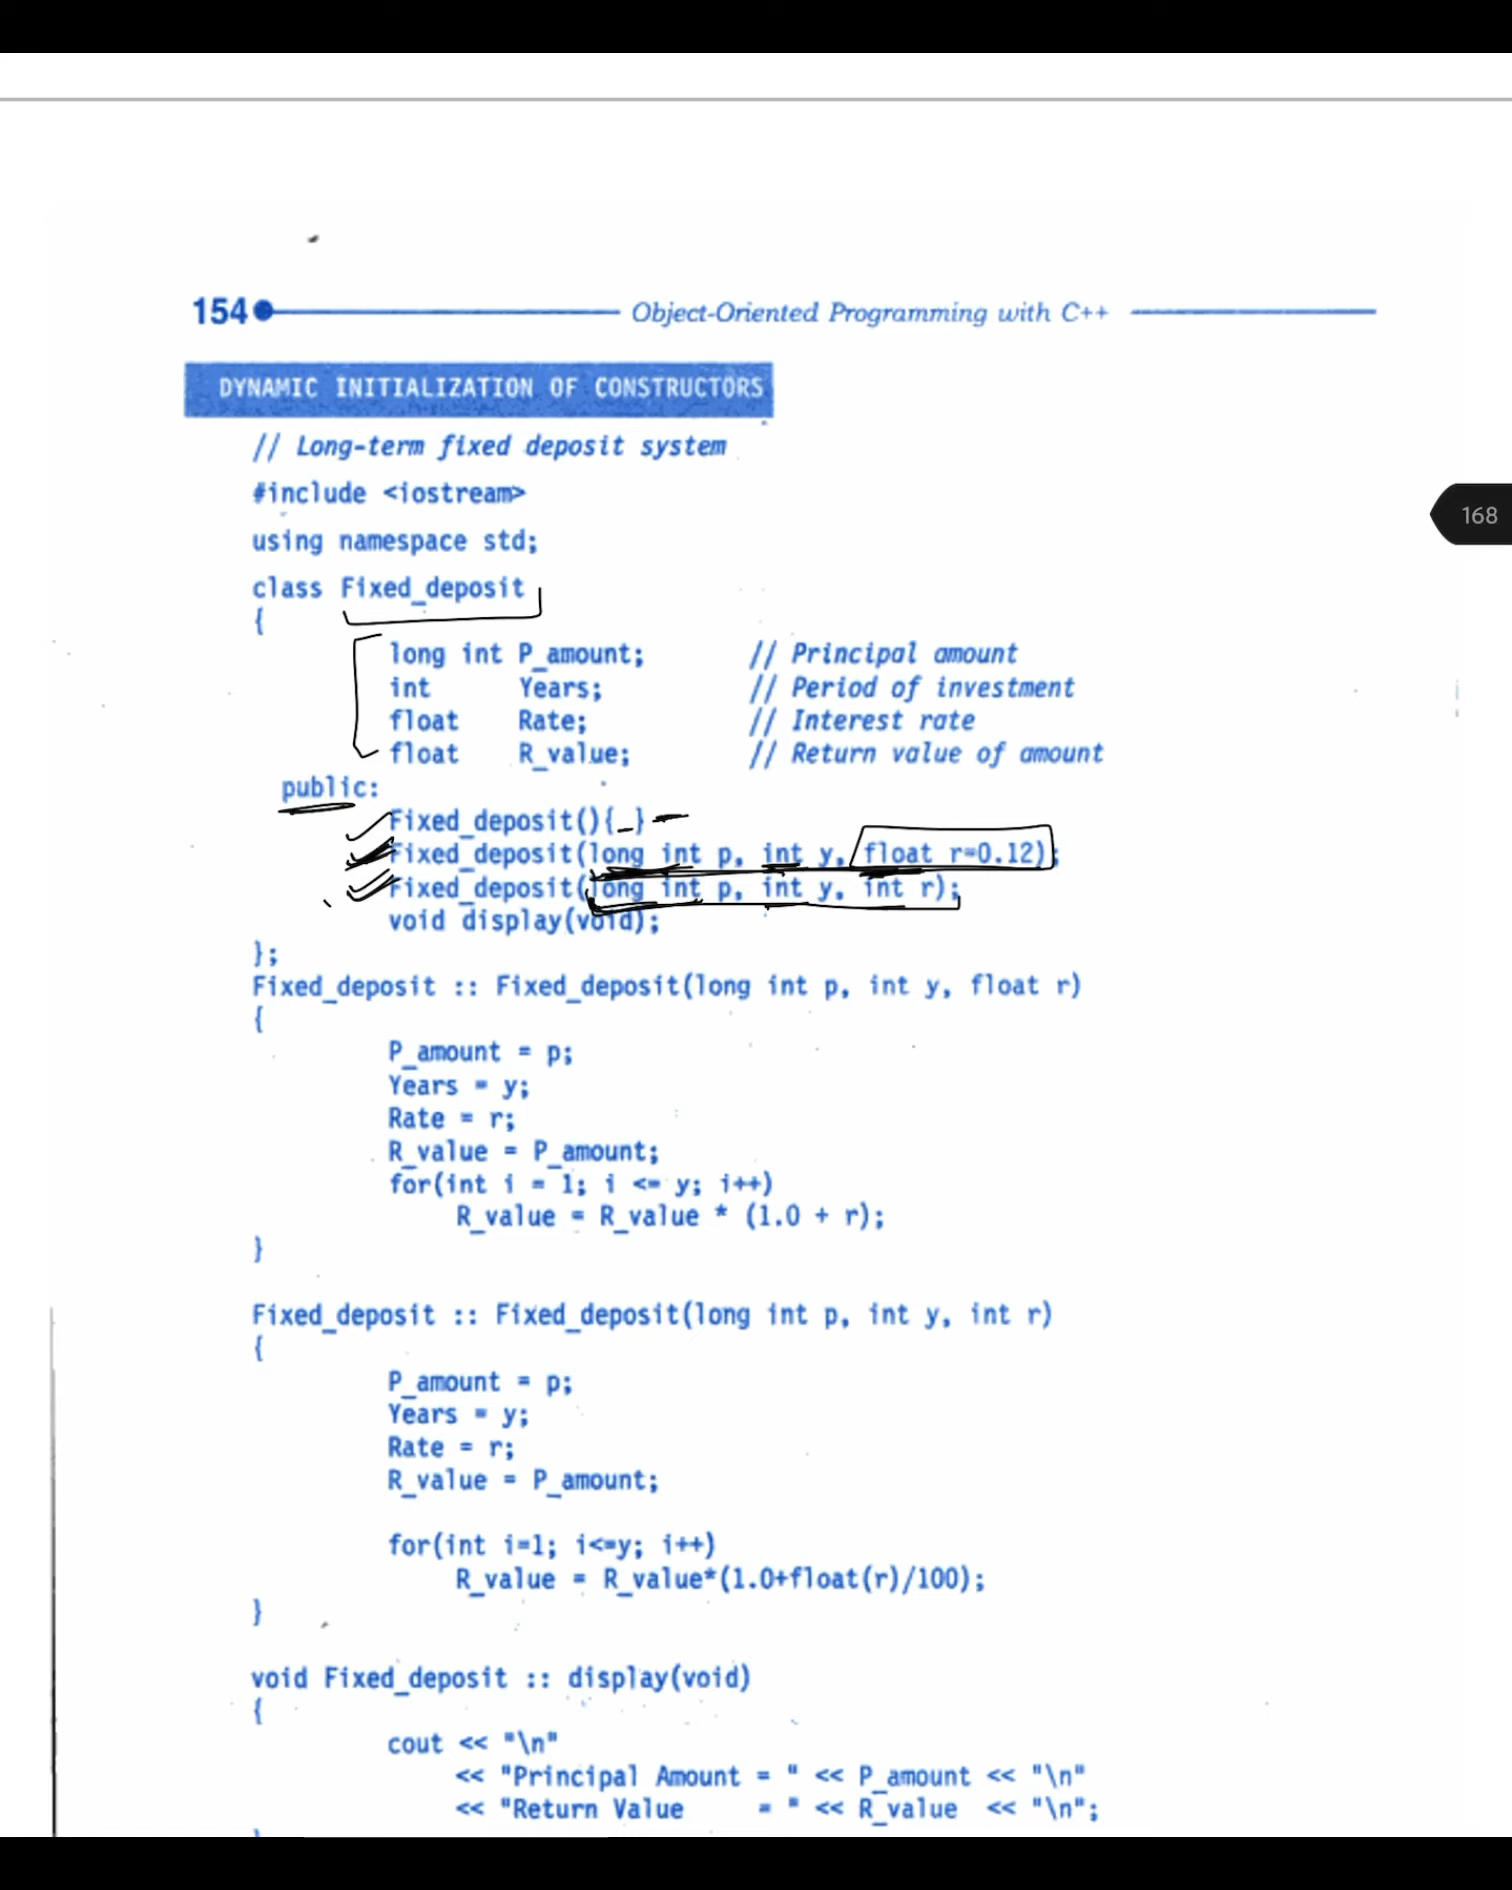 154 Object-Oriented Programming with C++
DYNAMIC INITIALIZATION OF CONSTRUCTORS
// Long-term fixed deposit system
#include <iostream>
using namespace std;
class Fixed_deposit
{
long int P_amount; // Principal amount
int Years; // Period of investment
float Rate; // Interest rate
float R_value; // Return value of amount
public:
Fixed_deposit(){ }
Fixed_deposit(long int p, int y, float r=0.12);
Fixed_deposit(long int p, int y, int r);
void display(void);
};
Fixed_deposit :: Fixed_deposit(long int p, int y, float r)
{
P_amount = p;
Years = y;
Rate = r;
R_value = P_amount;
for(int i = 1; i <= y; i++)
R_value = R_value * (1.0 + r);
}
Fixed_deposit :: Fixed_deposit(long int p, int y, int r)
{
P_amount = p;
Years = y;
Rate = r;
R_value = P_amount;
for(int i=1; i<=y; i++)
R_value = R_value*(1.0+float(r)/100);
}
void Fixed_deposit :: display(void)
{
cout << "\n"
<< "Principal Amount = " << P_amount << "\n"
<< "Return Value = " << R_value << "\n";
168